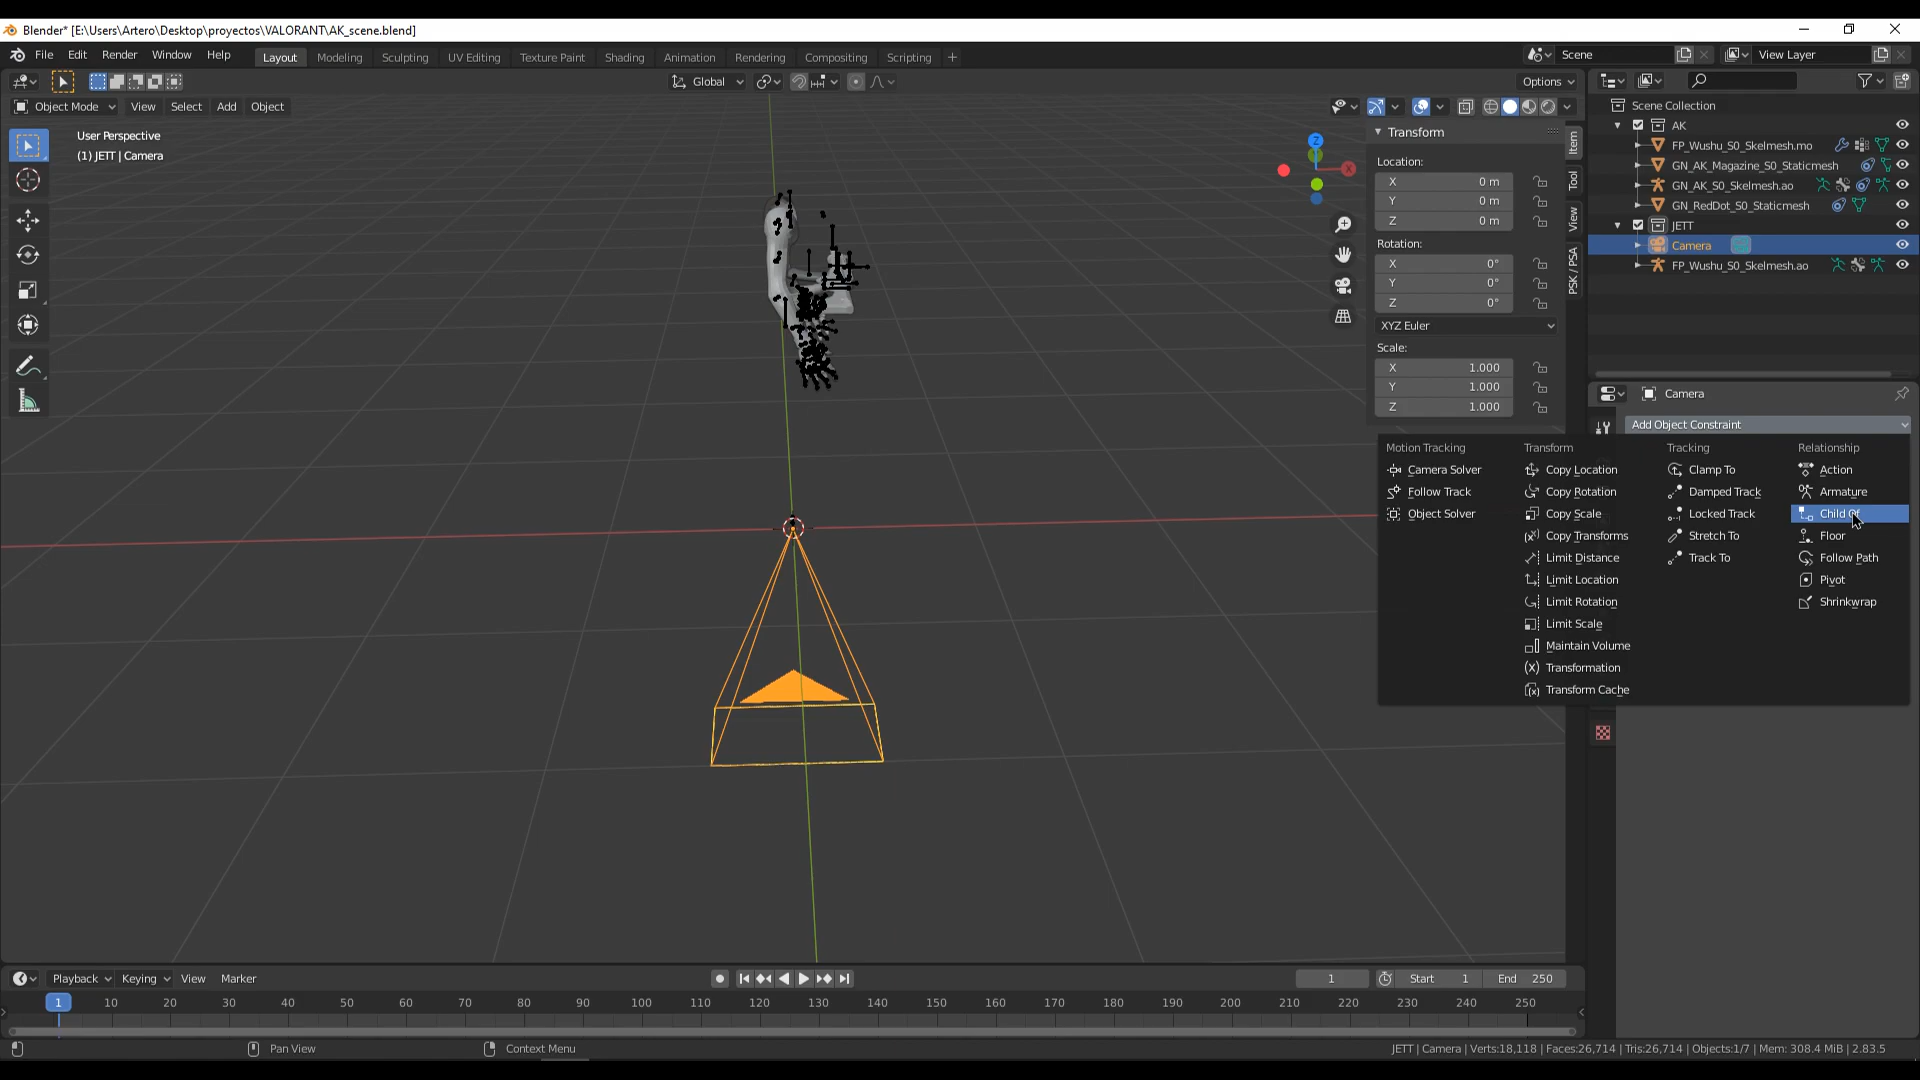 Blender* [E:\Users\Artero\Desktop\proyectos\VALORANT\AK_scene.blend]
File Edit Render Window Help
Layout Modeling Sculpting UV Editing Texture Paint Shading Animation Rendering Compositing Scripting +
Scene
View Layer
Global
Options
Object Mode View Select Add Object
User Perspective
(1) JETT | Camera
Transform
Location:
X 0 m
Y 0 m
Z 0 m
Rotation:
X 0°
Y 0°
Z 0°
XYZ Euler
Scale:
X 1.000
Y 1.000
Z 1.000
Item
Tool
View
PSK / PSA
Z
X
Scene Collection
AK
FP_Wushu_S0_Skelmesh.mo
GN_AK_Magazine_S0_Staticmesh
GN_AK_S0_Skelmesh.ao
GN_RedDot_S0_Staticmesh
JETT
Camera
FP_Wushu_S0_Skelmesh.ao
Camera
Add Object Constraint
Motion Tracking
Camera Solver
Follow Track
Object Solver
Transform
Copy Location
Copy Rotation
Copy Scale
Copy Transforms
Limit Distance
Limit Location
Limit Rotation
Limit Scale
Maintain Volume
Transformation
Transform Cache
Tracking
Clamp To
Damped Track
Locked Track
Stretch To
Track To
Relationship
Action
Armature
Child Of
Floor
Follow Path
Pivot
Shrinkwrap
Playback Keying View Marker
1
Start 1
End 250
1 10 20 30 40 50 60 70 80 90 100 110 120 130 140 150 160 170 180 190 200 210 220 230 240 250
Pan View
Context Menu
JETT | Camera | Verts:18,118 | Faces:26,714 | Tris:26,714 | Objects:1/7 | Mem: 308.4 MiB | 2.83.5